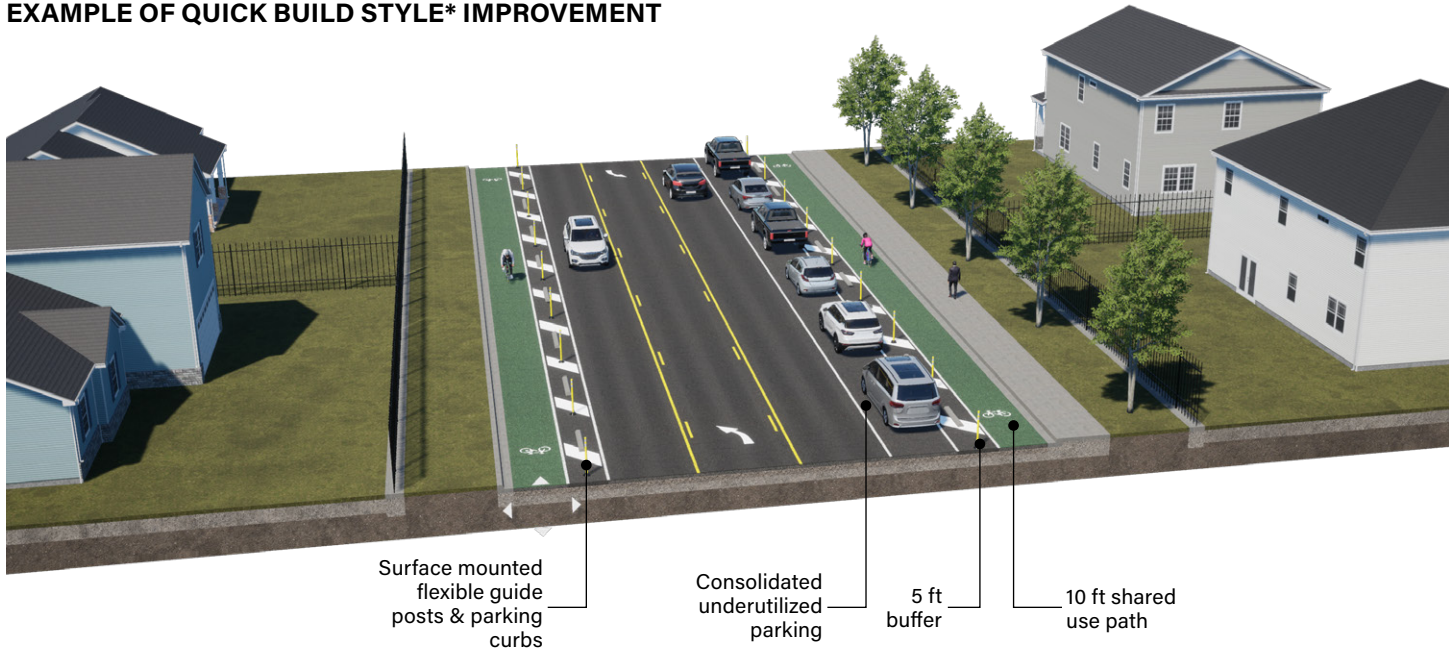 EXAMPLE OF QUICK BUILD STYLE* IMPROVEMENT
Surface mounted
flexible guide
posts & parking
curbs
Consolidated
underutilized
parking
5 ft
buffer
10 ft shared
use path